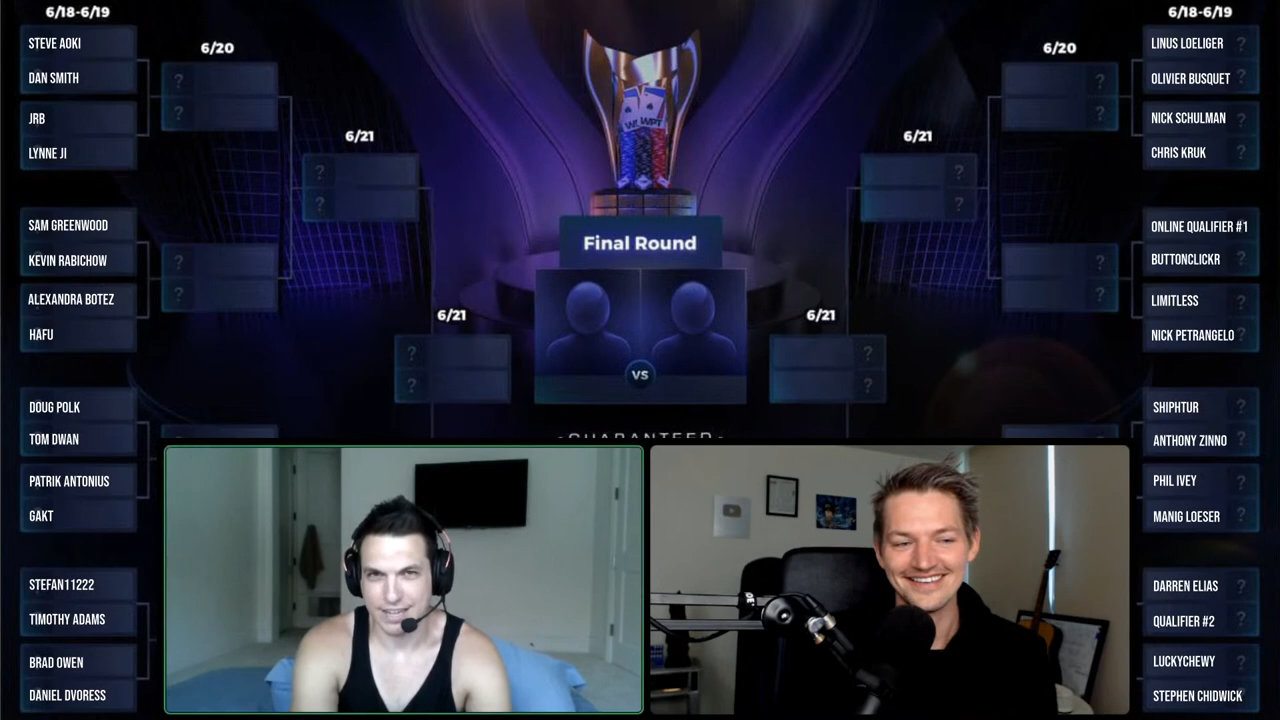 6/18-6/19
STEVE AOKI
DAN SMITH
JRB
LYNNE JI
SAM GREENWOOD
KEVIN RABICHOW
ALEXANDRA BOTEZ
HAFU
DOUG POLK
TOM DWAN
PATRIK ANTONIUS
GAKT
STEFAN11222
TIMOTHY ADAMS
BRAD OWEN
DANIEL DVORESS
6/20
?
?
?
?
6/21
?
?
6/21
?
?
WPT
Final Round
VS
GUARANTEED
6/21
?
?
6/21
?
?
6/20
?
?
?
?
6/18-6/19
LINUS LOELIGER ?
OLIVIER BUSQUET ?
NICK SCHULMAN ?
CHRIS KRUK ?
ONLINE QUALIFIER #1
BUTTONCLICKR ?
LIMITLESS ?
NICK PETRANGELO ?
SHIPHTUR ?
ANTHONY ZINNO ?
PHIL IVEY ?
MANIG LOESER ?
DARREN ELIAS ?
QUALIFIER #2 ?
LUCKYCHEWY ?
STEPHEN CHIDWICK